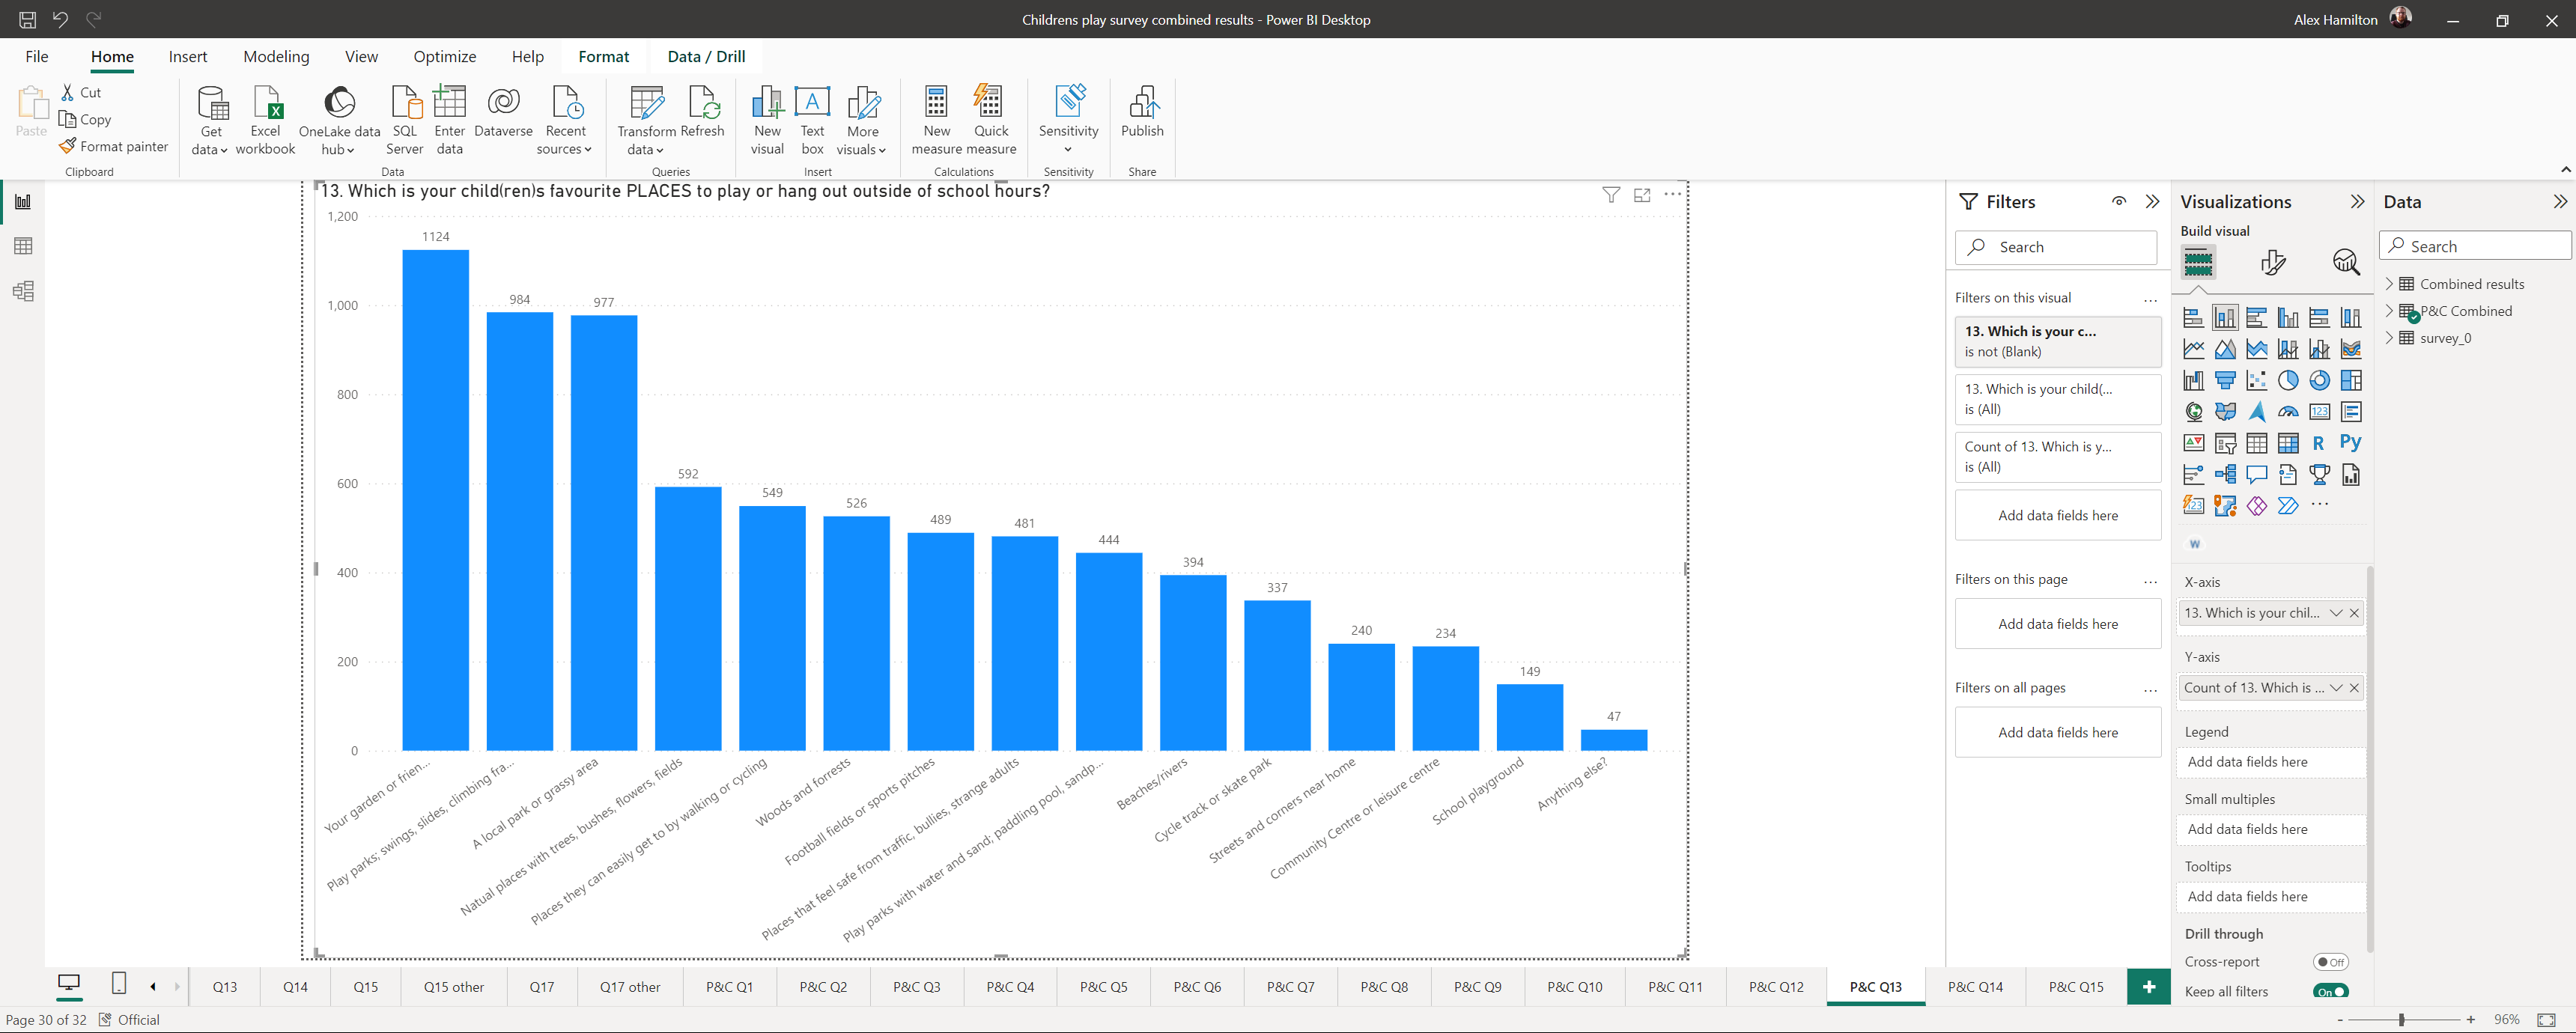 Childrens play survey combined results - Power BI Desktop
Alex Hamilton
File Home Insert Modeling View Optimize Help Format Data / Drill
Paste
Cut
Copy
Format painter
Clipboard
Get data
Excel workbook
OneLake data hub
SQL Server
Enter data
Dataverse
Recent sources
Data
Transform data
Refresh
Queries
New visual
Text box
More visuals
Insert
New measure
Quick measure
Calculations
Sensitivity
Sensitivity
Publish
Share
13. Which is your child(ren)s favourite PLACES to play or hang out outside of school hours?
1,200
1,000
800
600
400
200
0
1124
984
977
592
549
526
489
481
444
394
337
240
234
149
47
Your garden or frien...
Play parks; swings, slides, climbing fra...
A local park or grassy area
Natual places with trees, bushes, flowers, fields
Places they can easily get to by walking or cycling
Woods and forrests
Football fields or sports pitches
Places that feel safe from traffic, bullies, strange adults
Play parks with water and sand; paddling pool, sandp...
Beaches/rivers
Cycle track or skate park
Streets and corners near home
Community Centre or leisure centre
School playground
Anything else?
Filters
Search
Filters on this visual ...
13. Which is your c...
is not (Blank)
13. Which is your child(...
is (All)
Count of 13. Which is y...
is (All)
Add data fields here
Filters on this page ...
Add data fields here
Filters on all pages ...
Add data fields here
Visualizations
Build visual
123
R
Py
123
...
W
X-axis
13. Which is your chil...
Y-axis
Count of 13. Which is ...
Legend
Add data fields here
Small multiples
Add data fields here
Tooltips
Add data fields here
Drill through
Cross-report Off
Keep all filters On
Data
Search
Combined results
P&C Combined
survey_0
Q13 Q14 Q15 Q15 other Q17 Q17 other P&C Q1 P&C Q2 P&C Q3 P&C Q4 P&C Q5 P&C Q6 P&C Q7 P&C Q8 P&C Q9 P&C Q10 P&C Q11 P&C Q12 P&C Q13 P&C Q14 P&C Q15
Page 30 of 32 Official
- + 96%